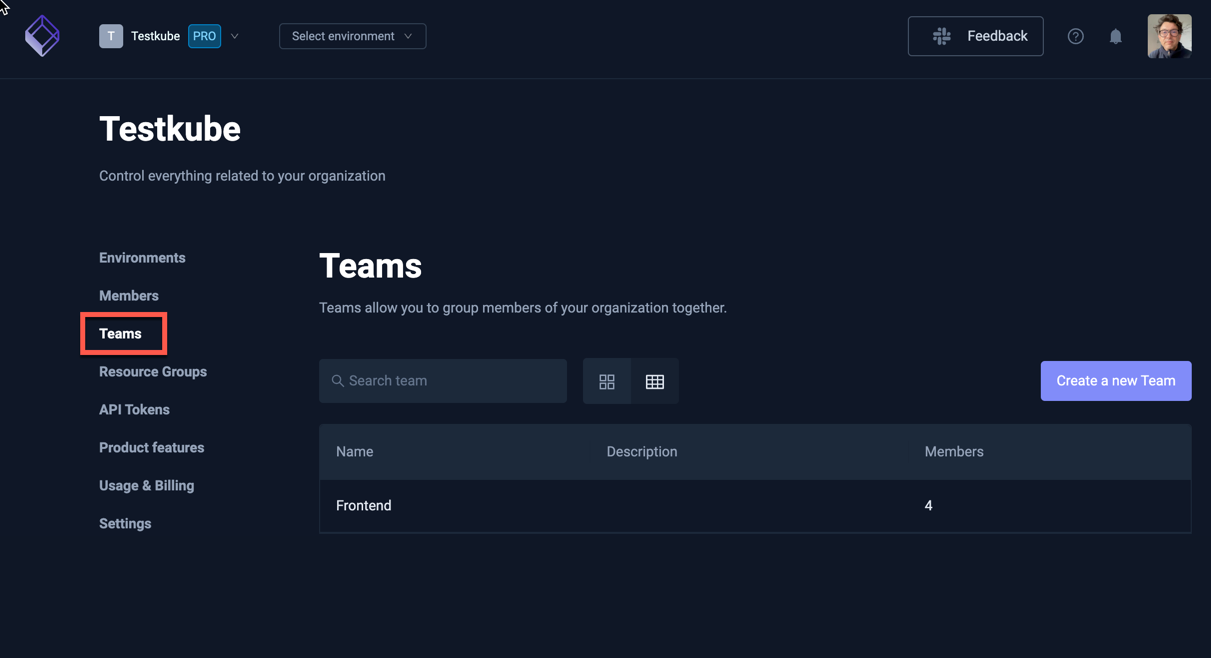 T Testkube PRO Select environment Feedback ?
Testkube
Control everything related to your organization
Environments
Members
Teams
Resource Groups
API Tokens
Product features
Usage & Billing
Settings
Teams
Teams allow you to group members of your organization together.
Search team Create a new Team
Name Description Members
Frontend 4